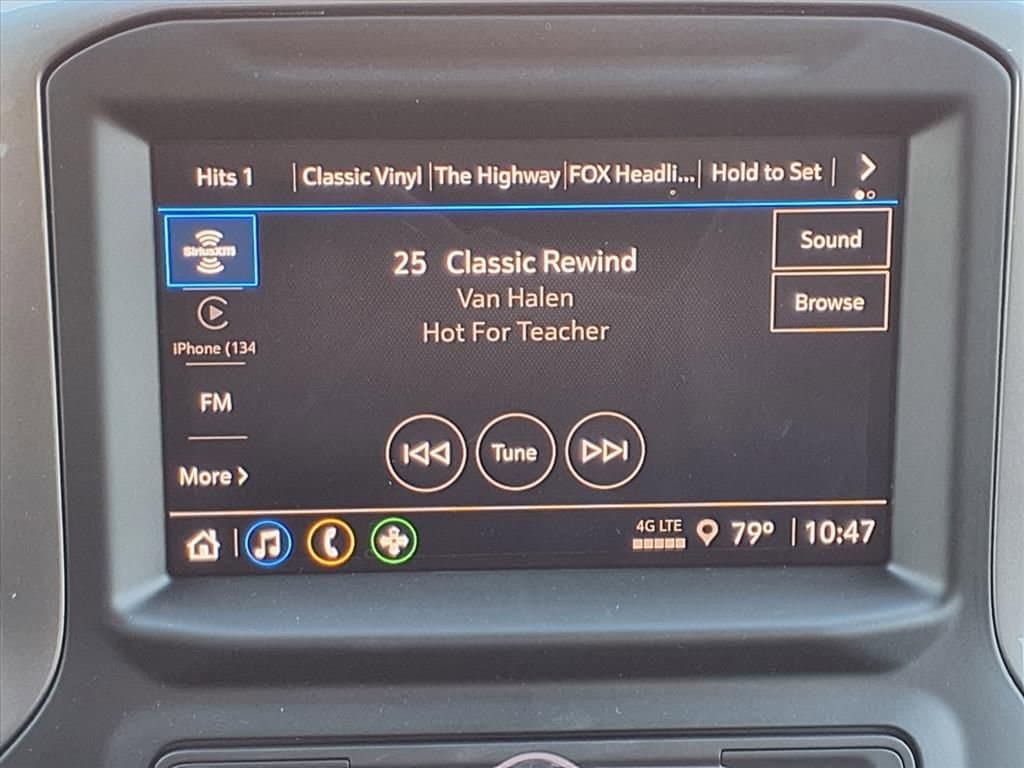 Hits 1 Classic Vinyl The Highway FOX Headli... Hold to Set
SiriusXM
25 Classic Rewind
Van Halen
Hot For Teacher
Sound
Browse
iPhone (134
FM
More
Tune
4G LTE
79° 10:47